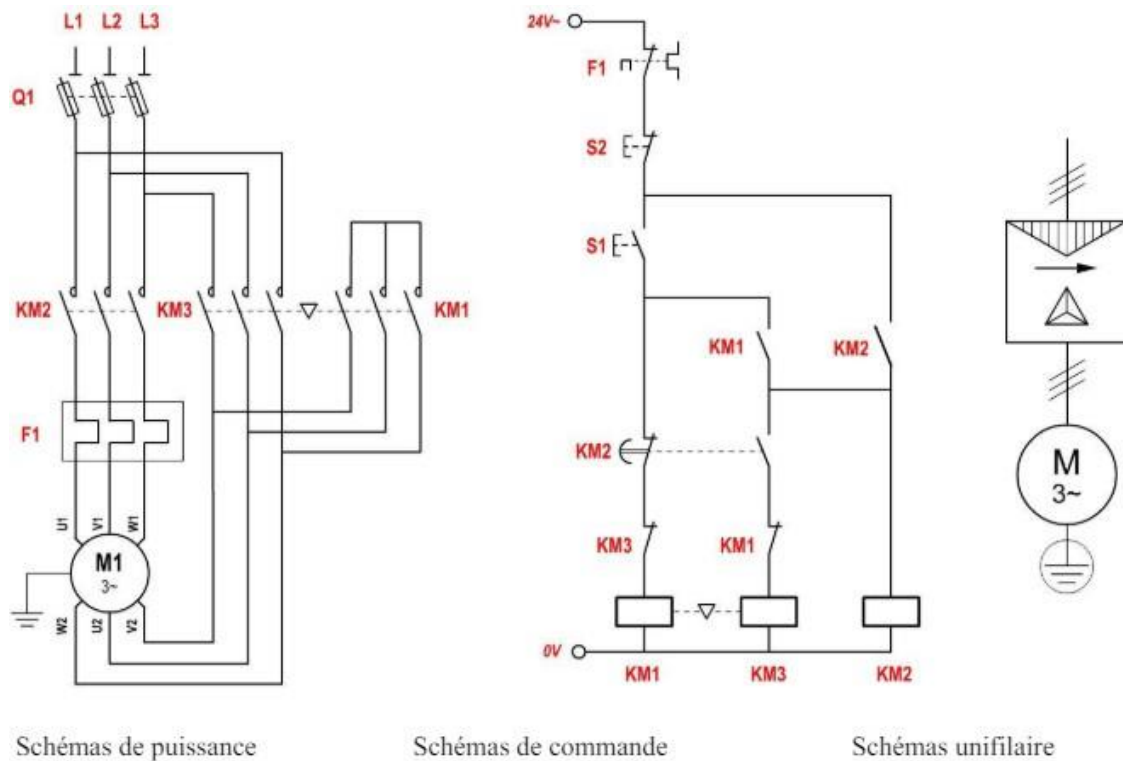 L1 L2 L3
Q1
KM2
KM3
KM1
F1
U1
V1
W1
M1
3~
W2
U2
V2
24V~
F1
S2
S1
KM1
KM2
KM2
KM3
KM1
0V
KM1
KM3
KM2
M
3~
Schémas de puissance
Schémas de commande
Schémas unifilaire